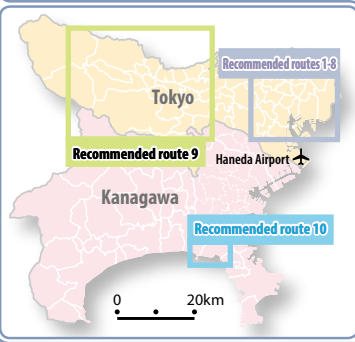 Recommended routes 1-8
Tokyo
Recommended route 9
Haneda Airport
Kanagawa
Recommended route 10
0 20km